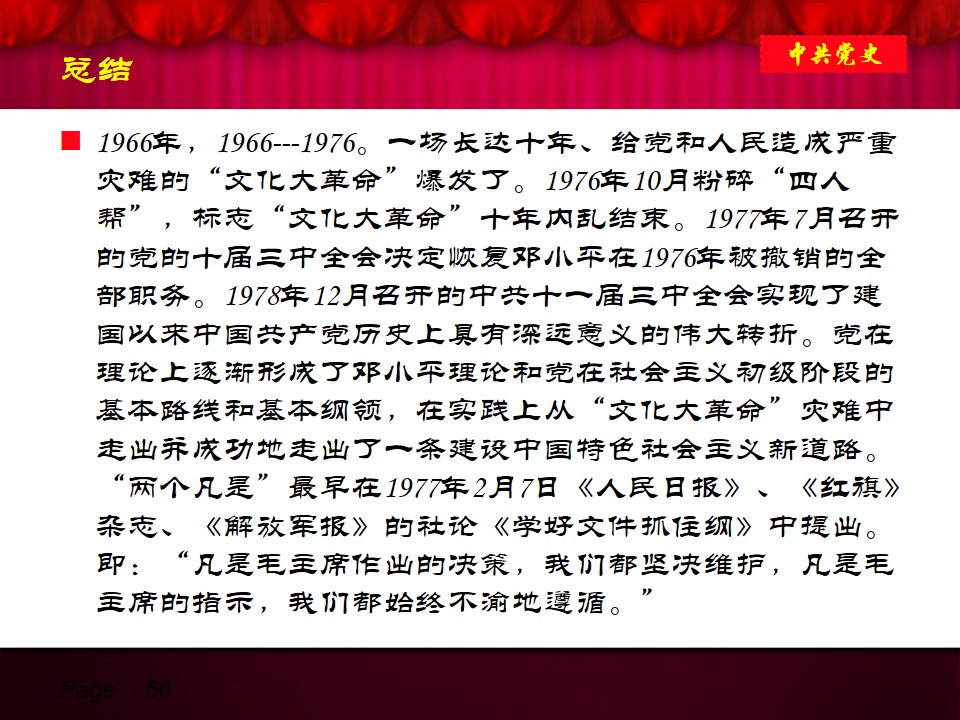 总结
中共党史
1966年，1966---1976。一场长达十年、给党和人民造成严重
灾难的“文化大革命”爆发了。1976年10月粉碎“四人
帮”，标志“文化大革命”十年内乱结束。1977年7月召开
的党的十届三中全会决定恢复邓小平在1976年被撤销的全
部职务。1978年12月召开的中共十一届三中全会实现了建
国以来中国共产党历史上具有深远意义的伟大转折。党在
理论上逐渐形成了邓小平理论和党在社会主义初级阶段的
基本路线和基本纲领，在实践上从“文化大革命”灾难中
走出并成功地走出了一条建设中国特色社会主义新道路。
“两个凡是”最早在1977年2月7日《人民日报》、《红旗》
杂志、《解放军报》的社论《学好文件抓住纲》中提出。
即：“凡是毛主席作出的决策，我们都坚决维护，凡是毛
主席的指示，我们都始终不渝地遵循。”
Page 56